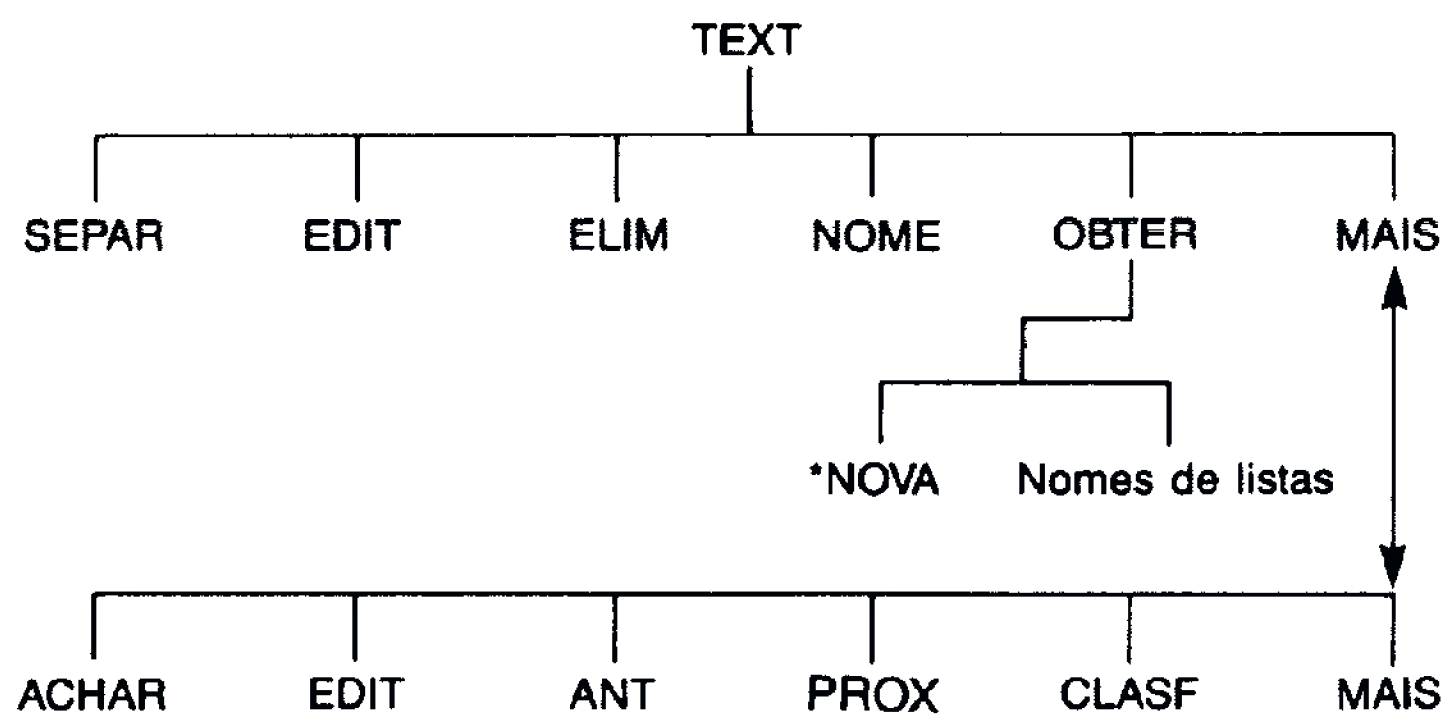 TEXT
SEPAR EDIT ELIM NOME OBTER MAIS
*NOVA Nomes de listas
ACHAR EDIT ANT PROX CLASF MAIS